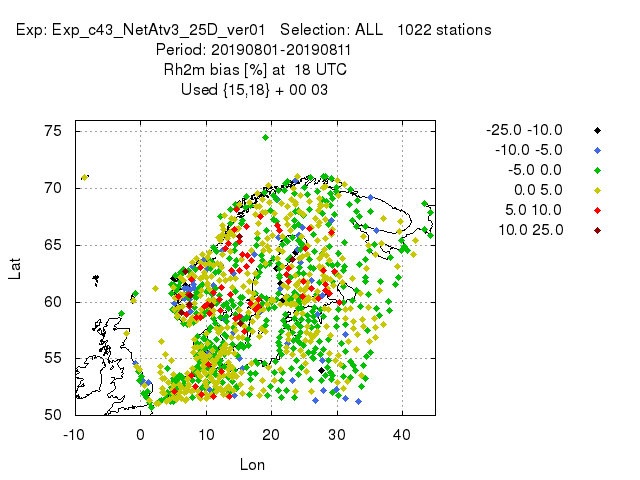 Exp: Exp_c43_NetAtv3_25D_ver01 Selection: ALL 1022 stations
Period: 20190801-20190811
Rh2m bias [%] at 18 UTC
Used {15,18} + 00 03
-25.0 -10.0
-10.0 -5.0
-5.0 0.0
0.0 5.0
5.0 10.0
10.0 25.0
75
70
65
60
55
50
Lat
-10 0 10 20 30 40
Lon